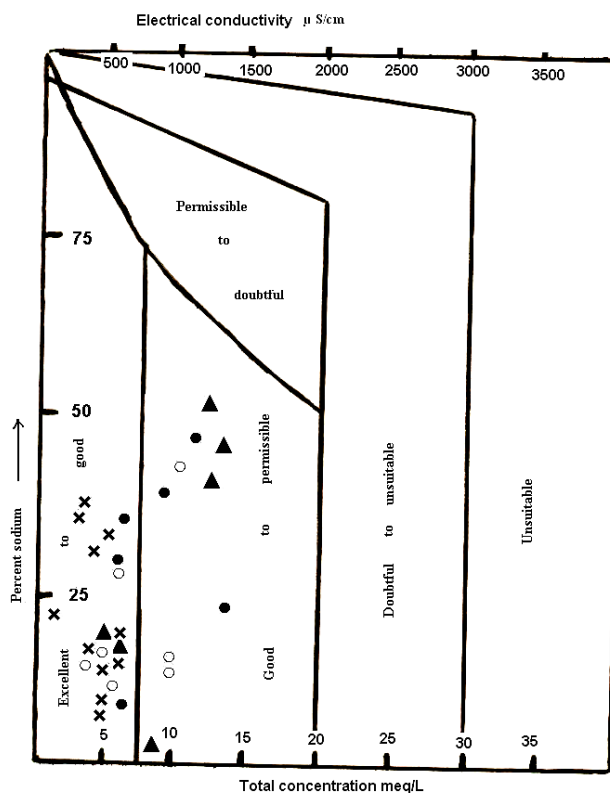 Electrical conductivity µ S/cm
500 1000 1500 2000 2500 3000 3500
Permissible
to
doubtful
75
50
25
Percent sodium
Excellent to good
Good to permissible
Doubtful to unsuitable
Unsuitable
5 10 15 20 25 30 35
Total concentration meq/L